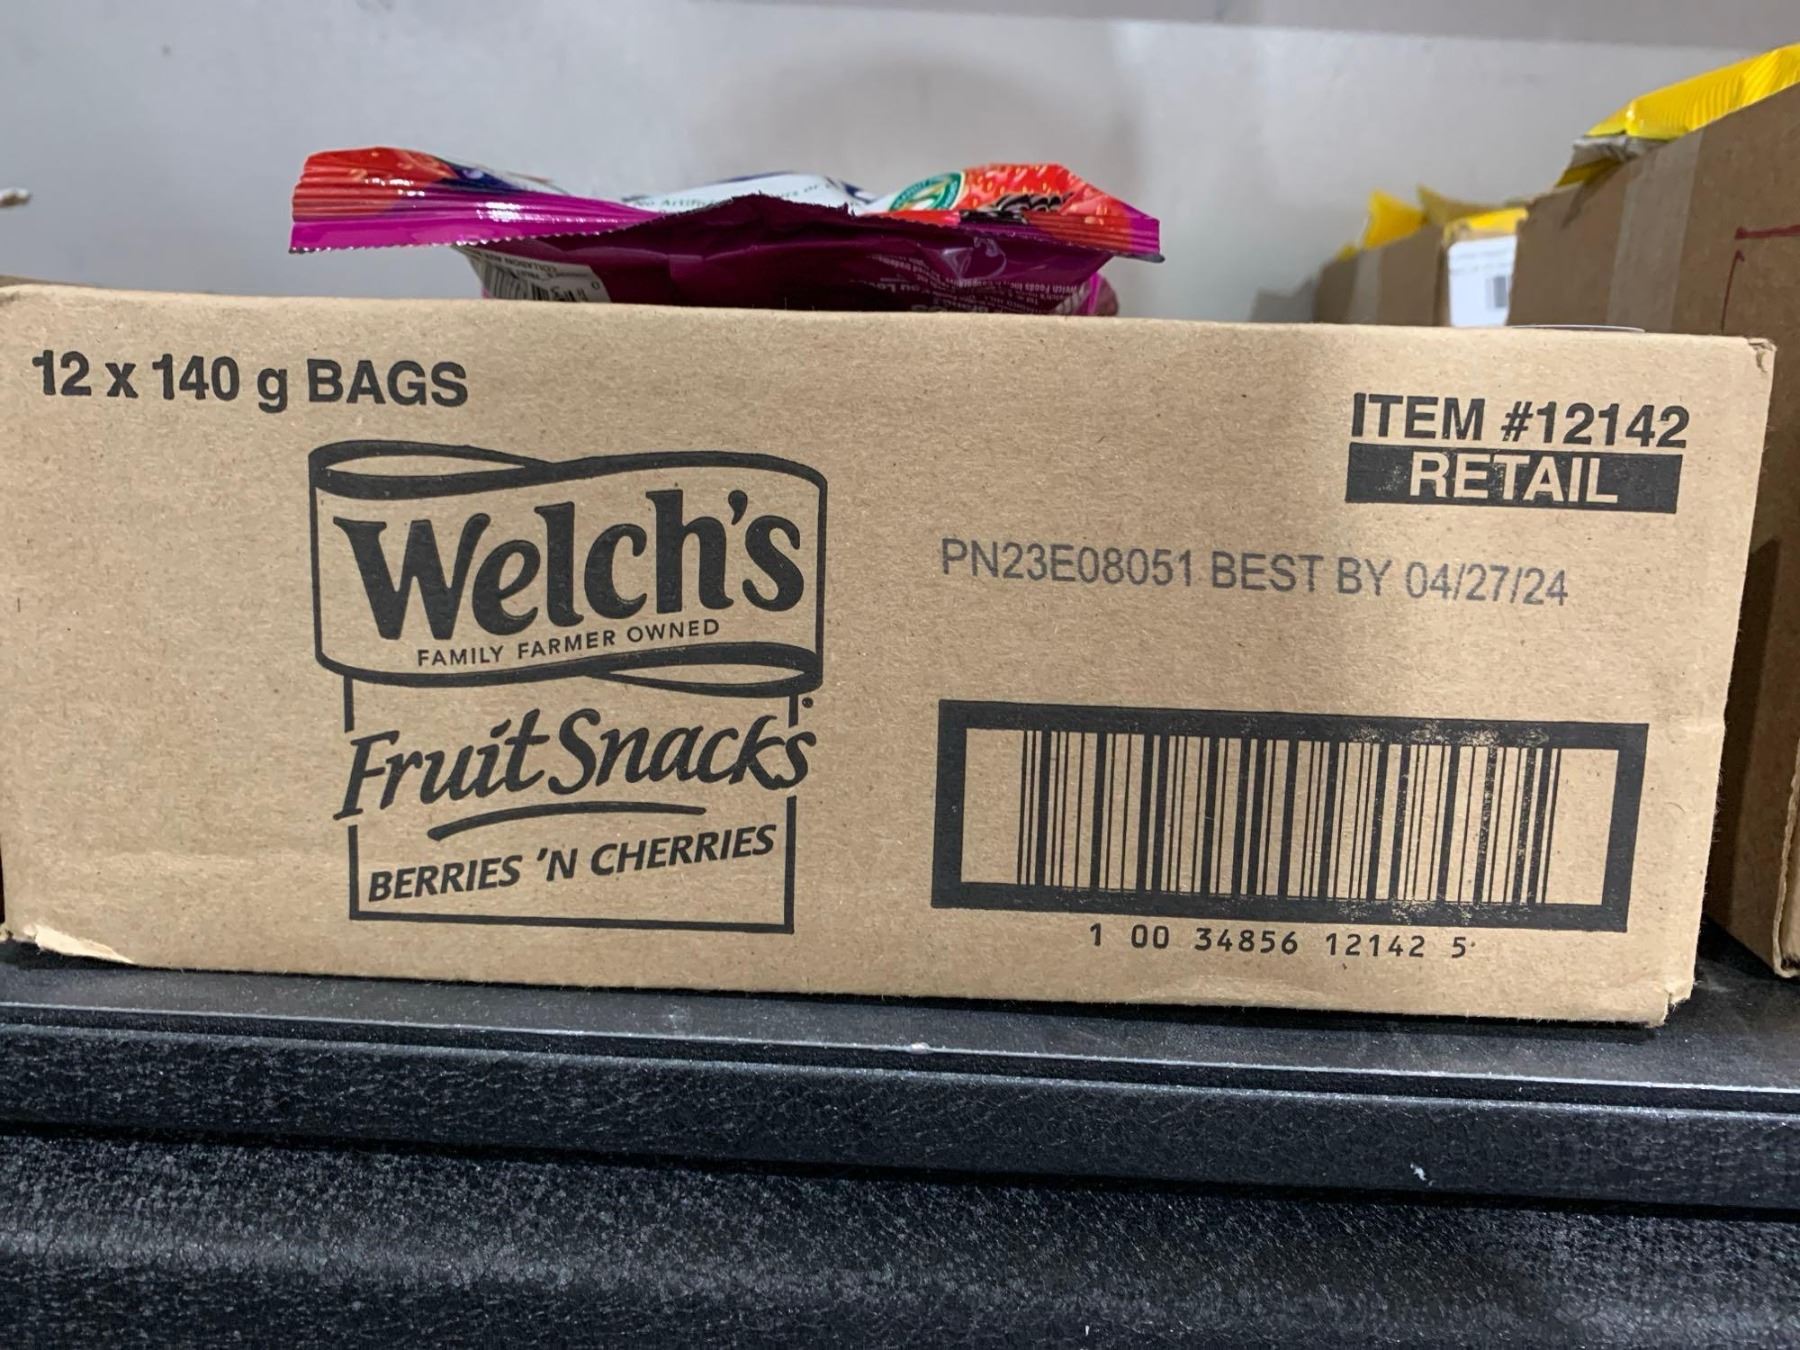 12 x 140 g BAGS
ITEM #12142
RETAIL
Welch's
FAMILY FARMER OWNED
Fruit Snacks
BERRIES 'N CHERRIES
PN23E08051 BEST BY 04/27/24
1 00 34856 12142 5